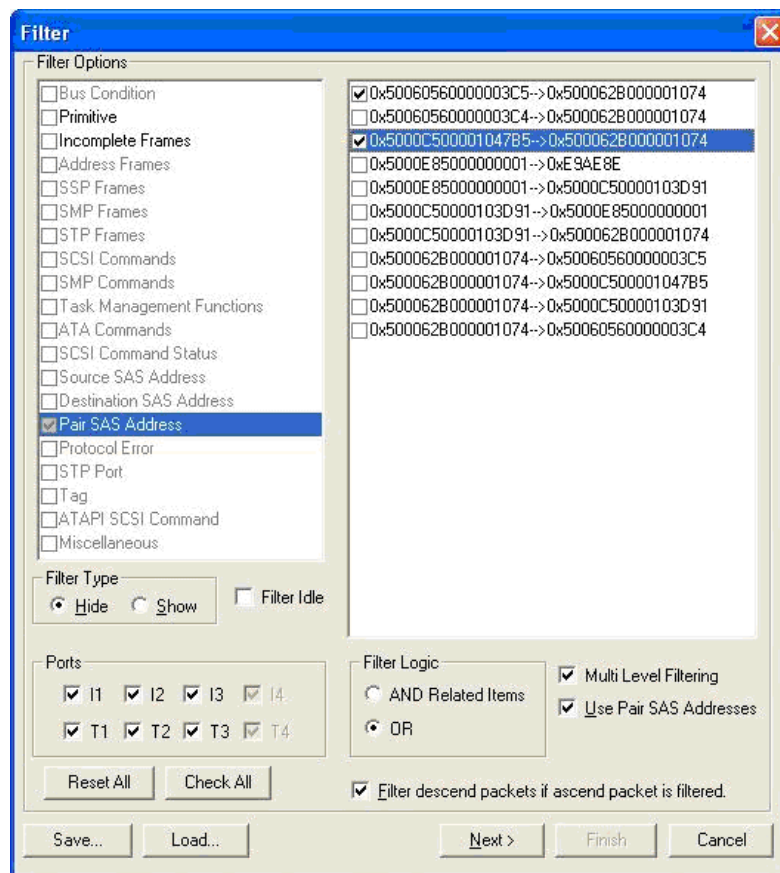 Filter
Filter Options
Bus Condition
Primitive
Incomplete Frames
Address Frames
SSP Frames
SMP Frames
STP Frames
SCSI Commands
SMP Commands
Task Management Functions
ATA Commands
SCSI Command Status
Source SAS Address
Destination SAS Address
Pair SAS Address
Protocol Error
STP Port
Tag
ATAPI SCSI Command
Miscellaneous
0x50060560000003C5-->0x500062B000001074
0x50060560000003C4-->0x500062B000001074
0x5000C500001047B5-->0x500062B000001074
0x5000E85000000001-->0xE9AE8E
0x5000E85000000001-->0x5000C50000103D91
0x5000C50000103D91-->0x5000E85000000001
0x5000C50000103D91-->0x500062B000001074
0x500062B000001074-->0x50060560000003C5
0x500062B000001074-->0x5000C500001047B5
0x500062B000001074-->0x5000C50000103D91
0x500062B000001074-->0x50060560000003C4
Filter Type
Hide Show
Filter Idle
Ports
I1 I2 I3 I4
T1 T2 T3 T4
Filter Logic
AND Related Items
OR
Multi Level Filtering
Use Pair SAS Addresses
Reset All Check All
Filter descend packets if ascend packet is filtered.
Save... Load... Next > Finish Cancel